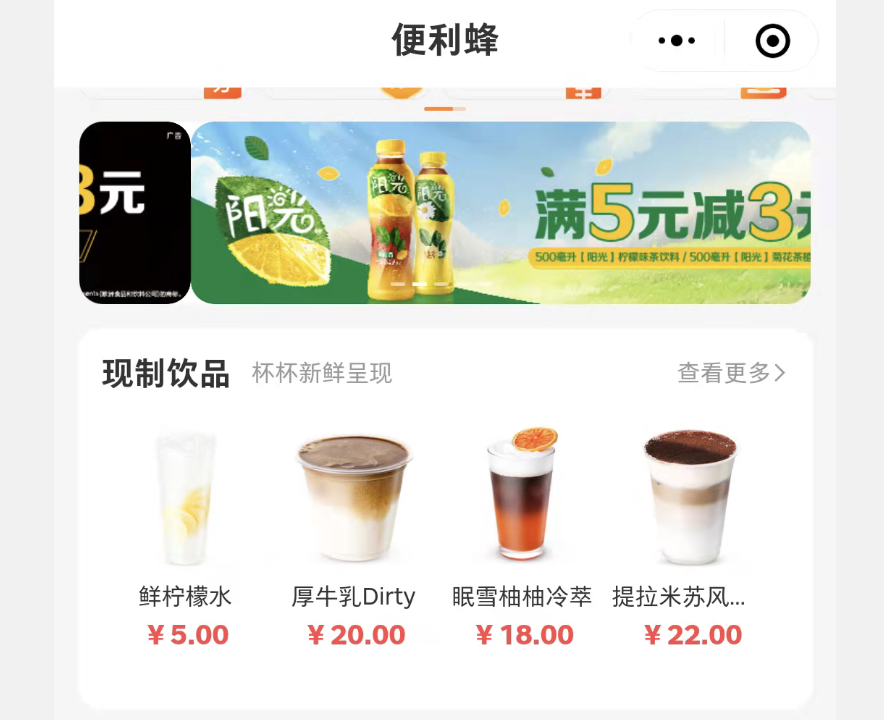 便利蜂
广告
3元
阳光
满5元减3元
500毫升【阳光】柠檬味茶饮料 / 500毫升【阳光】菊花茶植
现制饮品 杯杯新鲜呈现 查看更多>
鲜柠檬水 厚牛乳Dirty 眠雪柚柚冷萃 提拉米苏风...
¥ 5.00 ¥ 20.00 ¥ 18.00 ¥ 22.00